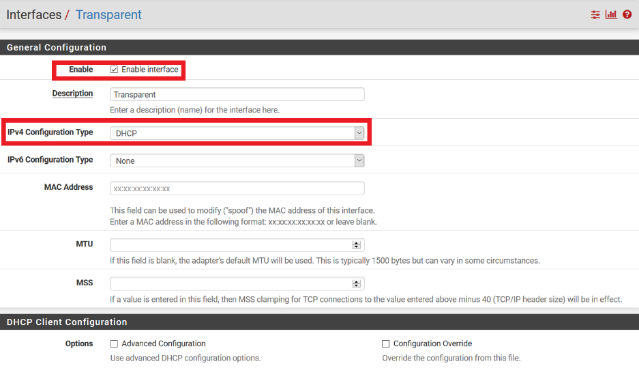 Interfaces / Transparent
General Configuration
Enable Enable interface
Description Transparent
Enter a description (name) for the interface here.
IPv4 Configuration Type DHCP
IPv6 Configuration Type None
MAC Address xx:xx:xx:xx:xx:xx
This field can be used to modify ("spoof") the MAC address of this interface.
Enter a MAC address in the following format: xx:xx:xx:xx:xx:xx or leave blank.
MTU
If this field is blank, the adapter's default MTU will be used. This is typically 1500 bytes but can vary in some circumstances.
MSS
If a value is entered in this field, then MSS clamping for TCP connections to the value entered above minus 40 (TCP/IP header size) will be in effect.
DHCP Client Configuration
Options Advanced Configuration Configuration Override
Use advanced DHCP configuration options. Override the configuration from this file.